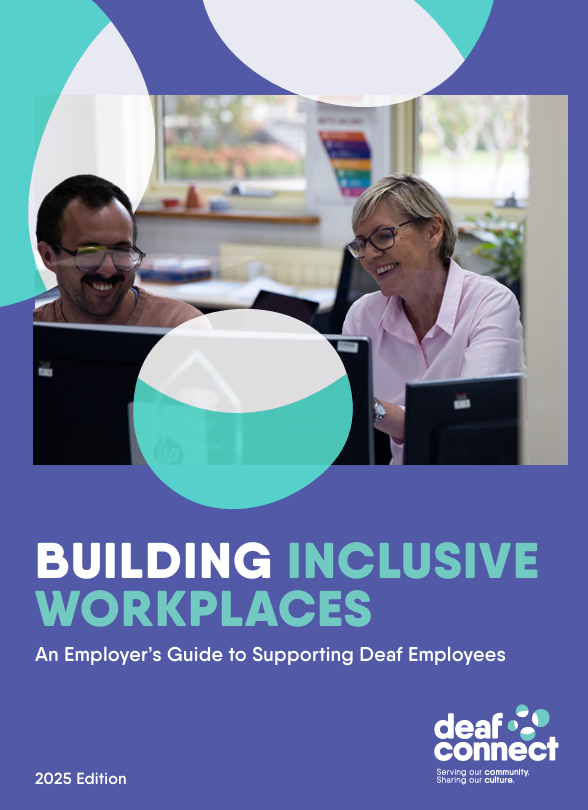 BUILDING INCLUSIVE
WORKPLACES
An Employer's Guide to Supporting Deaf Employees
deaf
connect
Serving our community.
Sharing our culture.
2025 Edition
hp